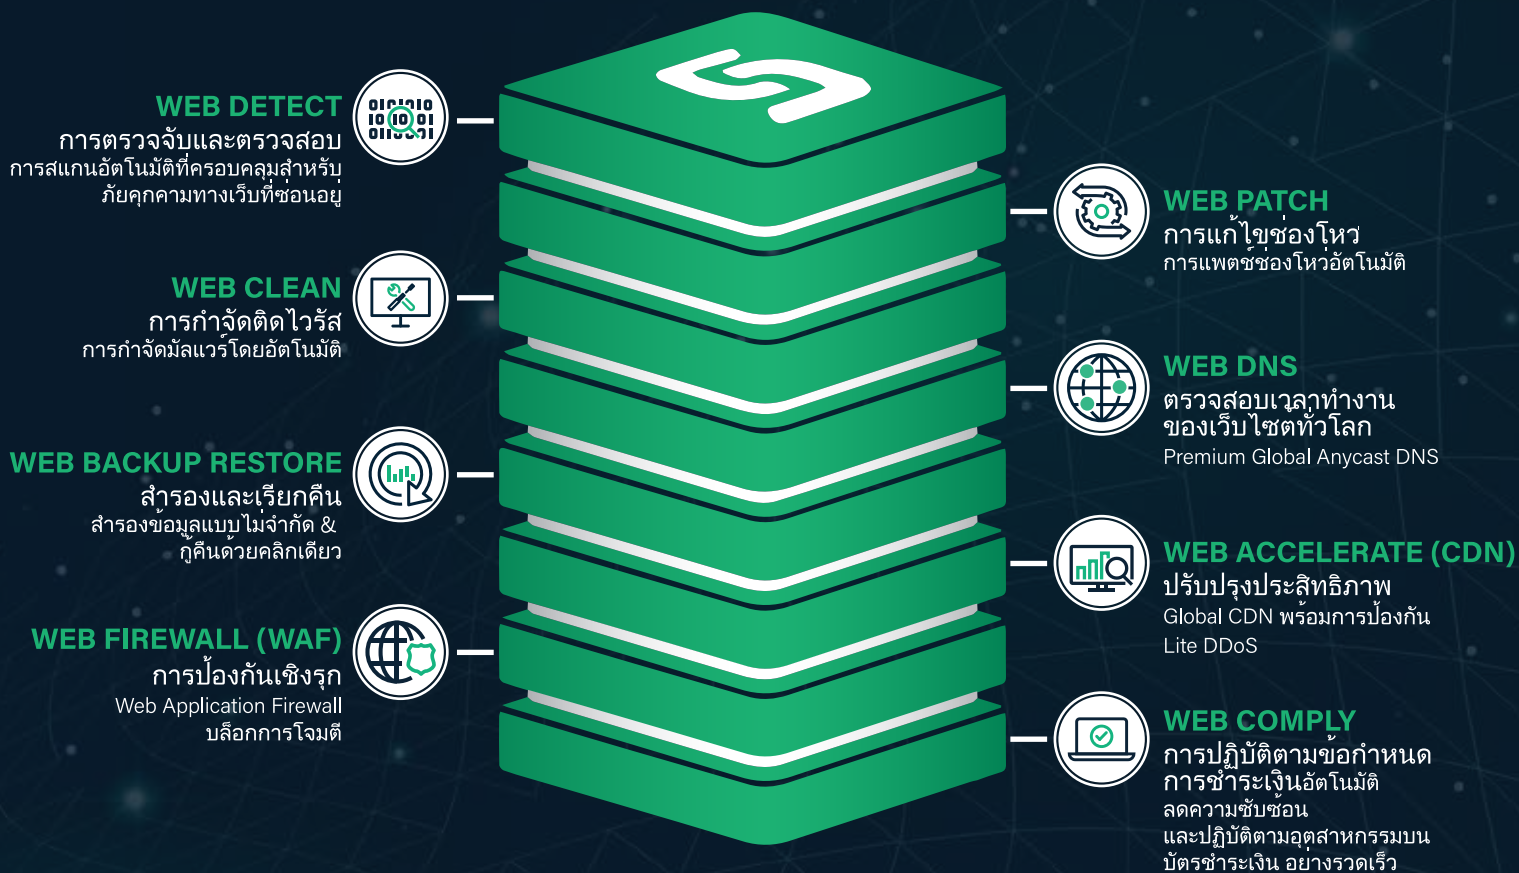 WEB DETECT
การตรวจจับและตรวจสอบ
การสแกนอัตโนมัติที่ครอบคลุมสำหรับ
ภัยคุกคามทางเว็บที่ซ่อนอยู่
WEB CLEAN
การกำจัดติดไวรัส
การกำจัดมัลแวร์โดยอัตโนมัติ
WEB BACKUP RESTORE
สำรองและเรียกคืน
สำรองข้อมูลแบบไม่จำกัด &
กู้คืนด้วยคลิกเดียว
WEB FIREWALL (WAF)
การป้องกันเชิงรุก
Web Application Firewall
บล็อกการโจมตี
WEB PATCH
การแก้ไขช่องโหว่
การแพตช์ช่องโหว่อัตโนมัติ
WEB DNS
ตรวจสอบเวลาทำงาน
ของเว็บไซต์ทั่วโลก
Premium Global Anycast DNS
WEB ACCELERATE (CDN)
ปรับปรุงประสิทธิภาพ
Global CDN พร้อมการป้องกัน
Lite DDoS
WEB COMPLY
การปฏิบัติตามข้อกำหนด
การชำระเงินอัตโนมัติ
ลดความซับซ้อน
และปฏิบัติตามอุตสาหกรรมบน
บัตรชำระเงิน อย่างรวดเร็ว